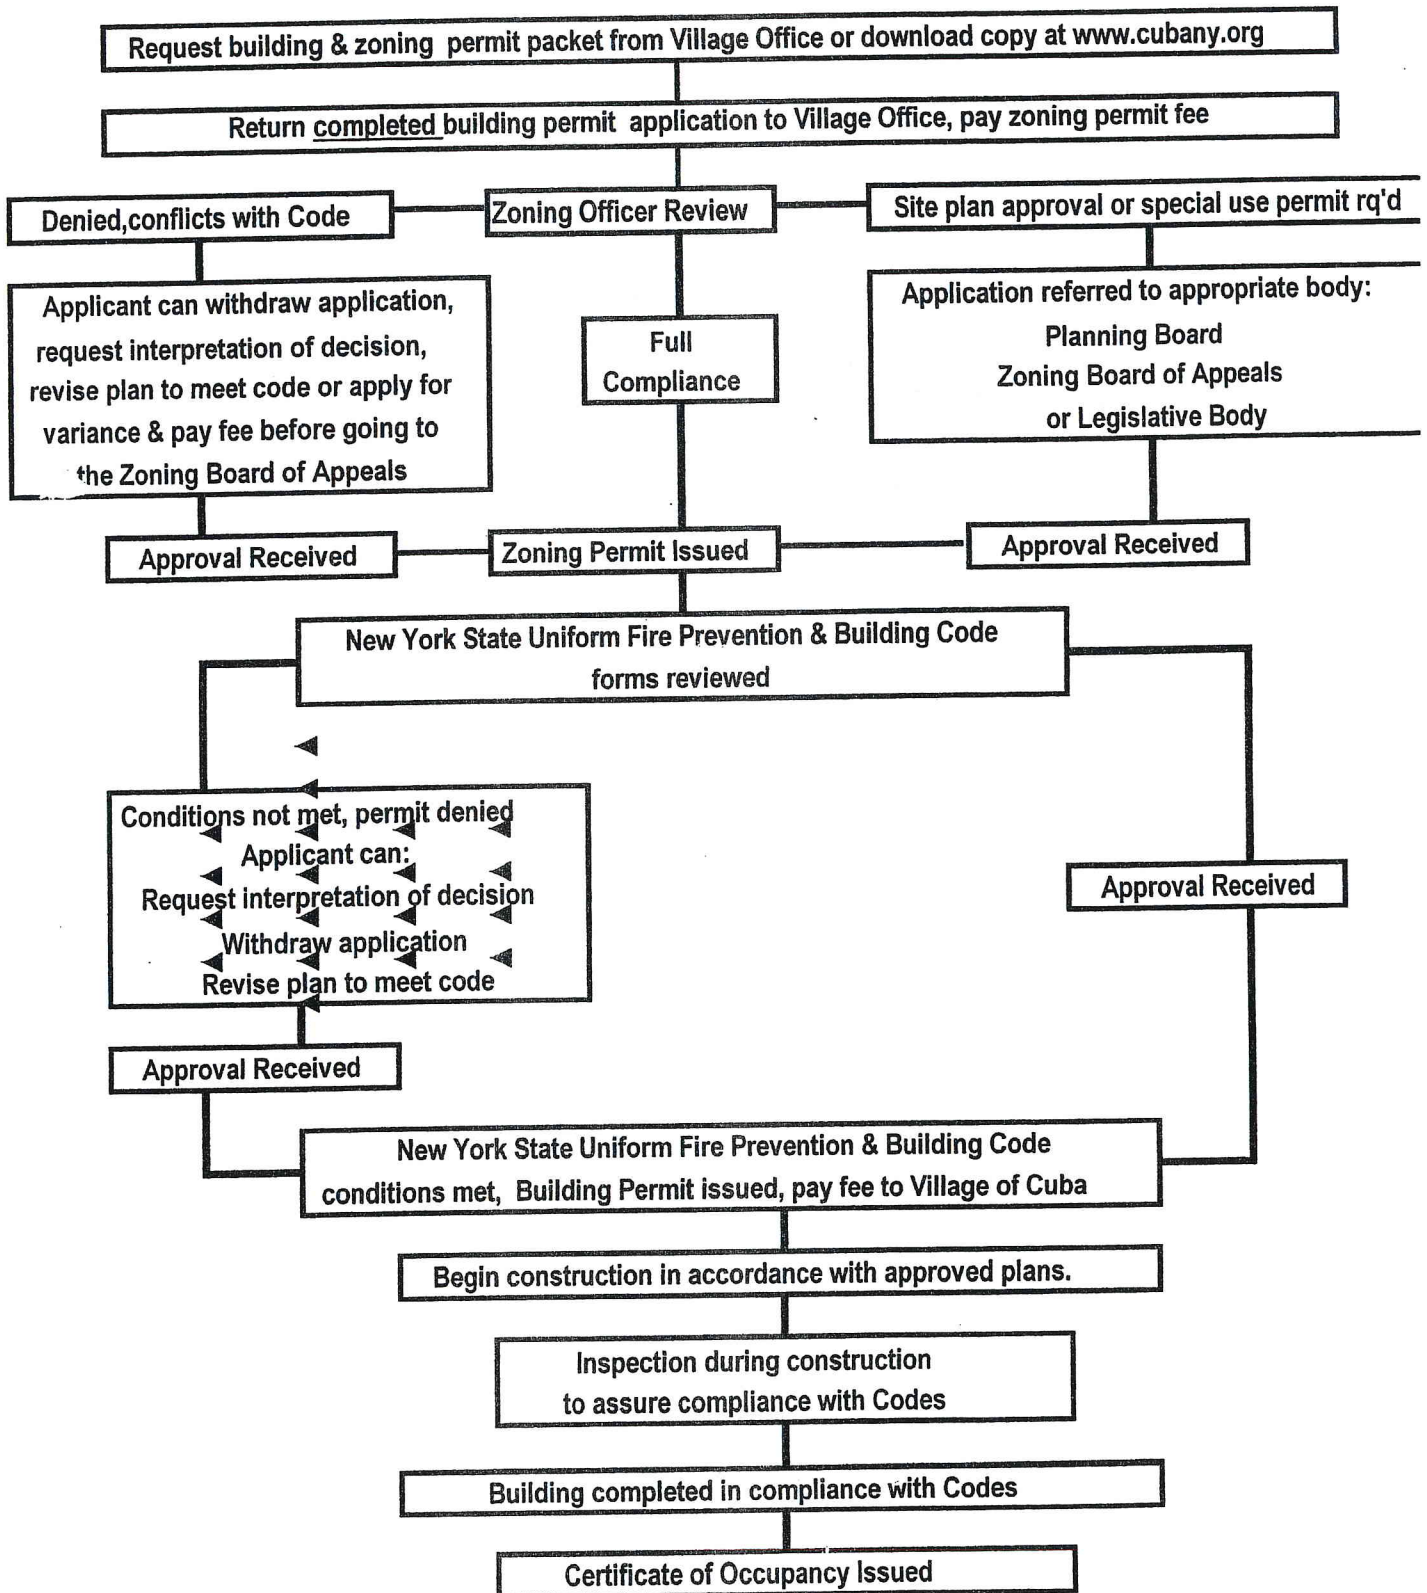 Request building & zoning permit packet from Village Office or download copy at www.cubany.org
Return completed building permit application to Village Office, pay zoning permit fee
Denied,conflicts with Code
Zoning Officer Review
Site plan approval or special use permit rq'd
Applicant can withdraw application,
request interpretation of decision,
revise plan to meet code or apply for
variance & pay fee before going to
the Zoning Board of Appeals
Full
Compliance
Application referred to appropriate body:
Planning Board
Zoning Board of Appeals
or Legislative Body
Approval Received
Zoning Permit Issued
Approval Received
New York State Uniform Fire Prevention & Building Code
forms reviewed
Conditions not met, permit denied
Applicant can:
Request interpretation of decision
Withdraw application
Revise plan to meet code
Approval Received
Approval Received
New York State Uniform Fire Prevention & Building Code
conditions met, Building Permit issued, pay fee to Village of Cuba
Begin construction in accordance with approved plans.
Inspection during construction
to assure compliance with Codes
Building completed in compliance with Codes
Certificate of Occupancy Issued